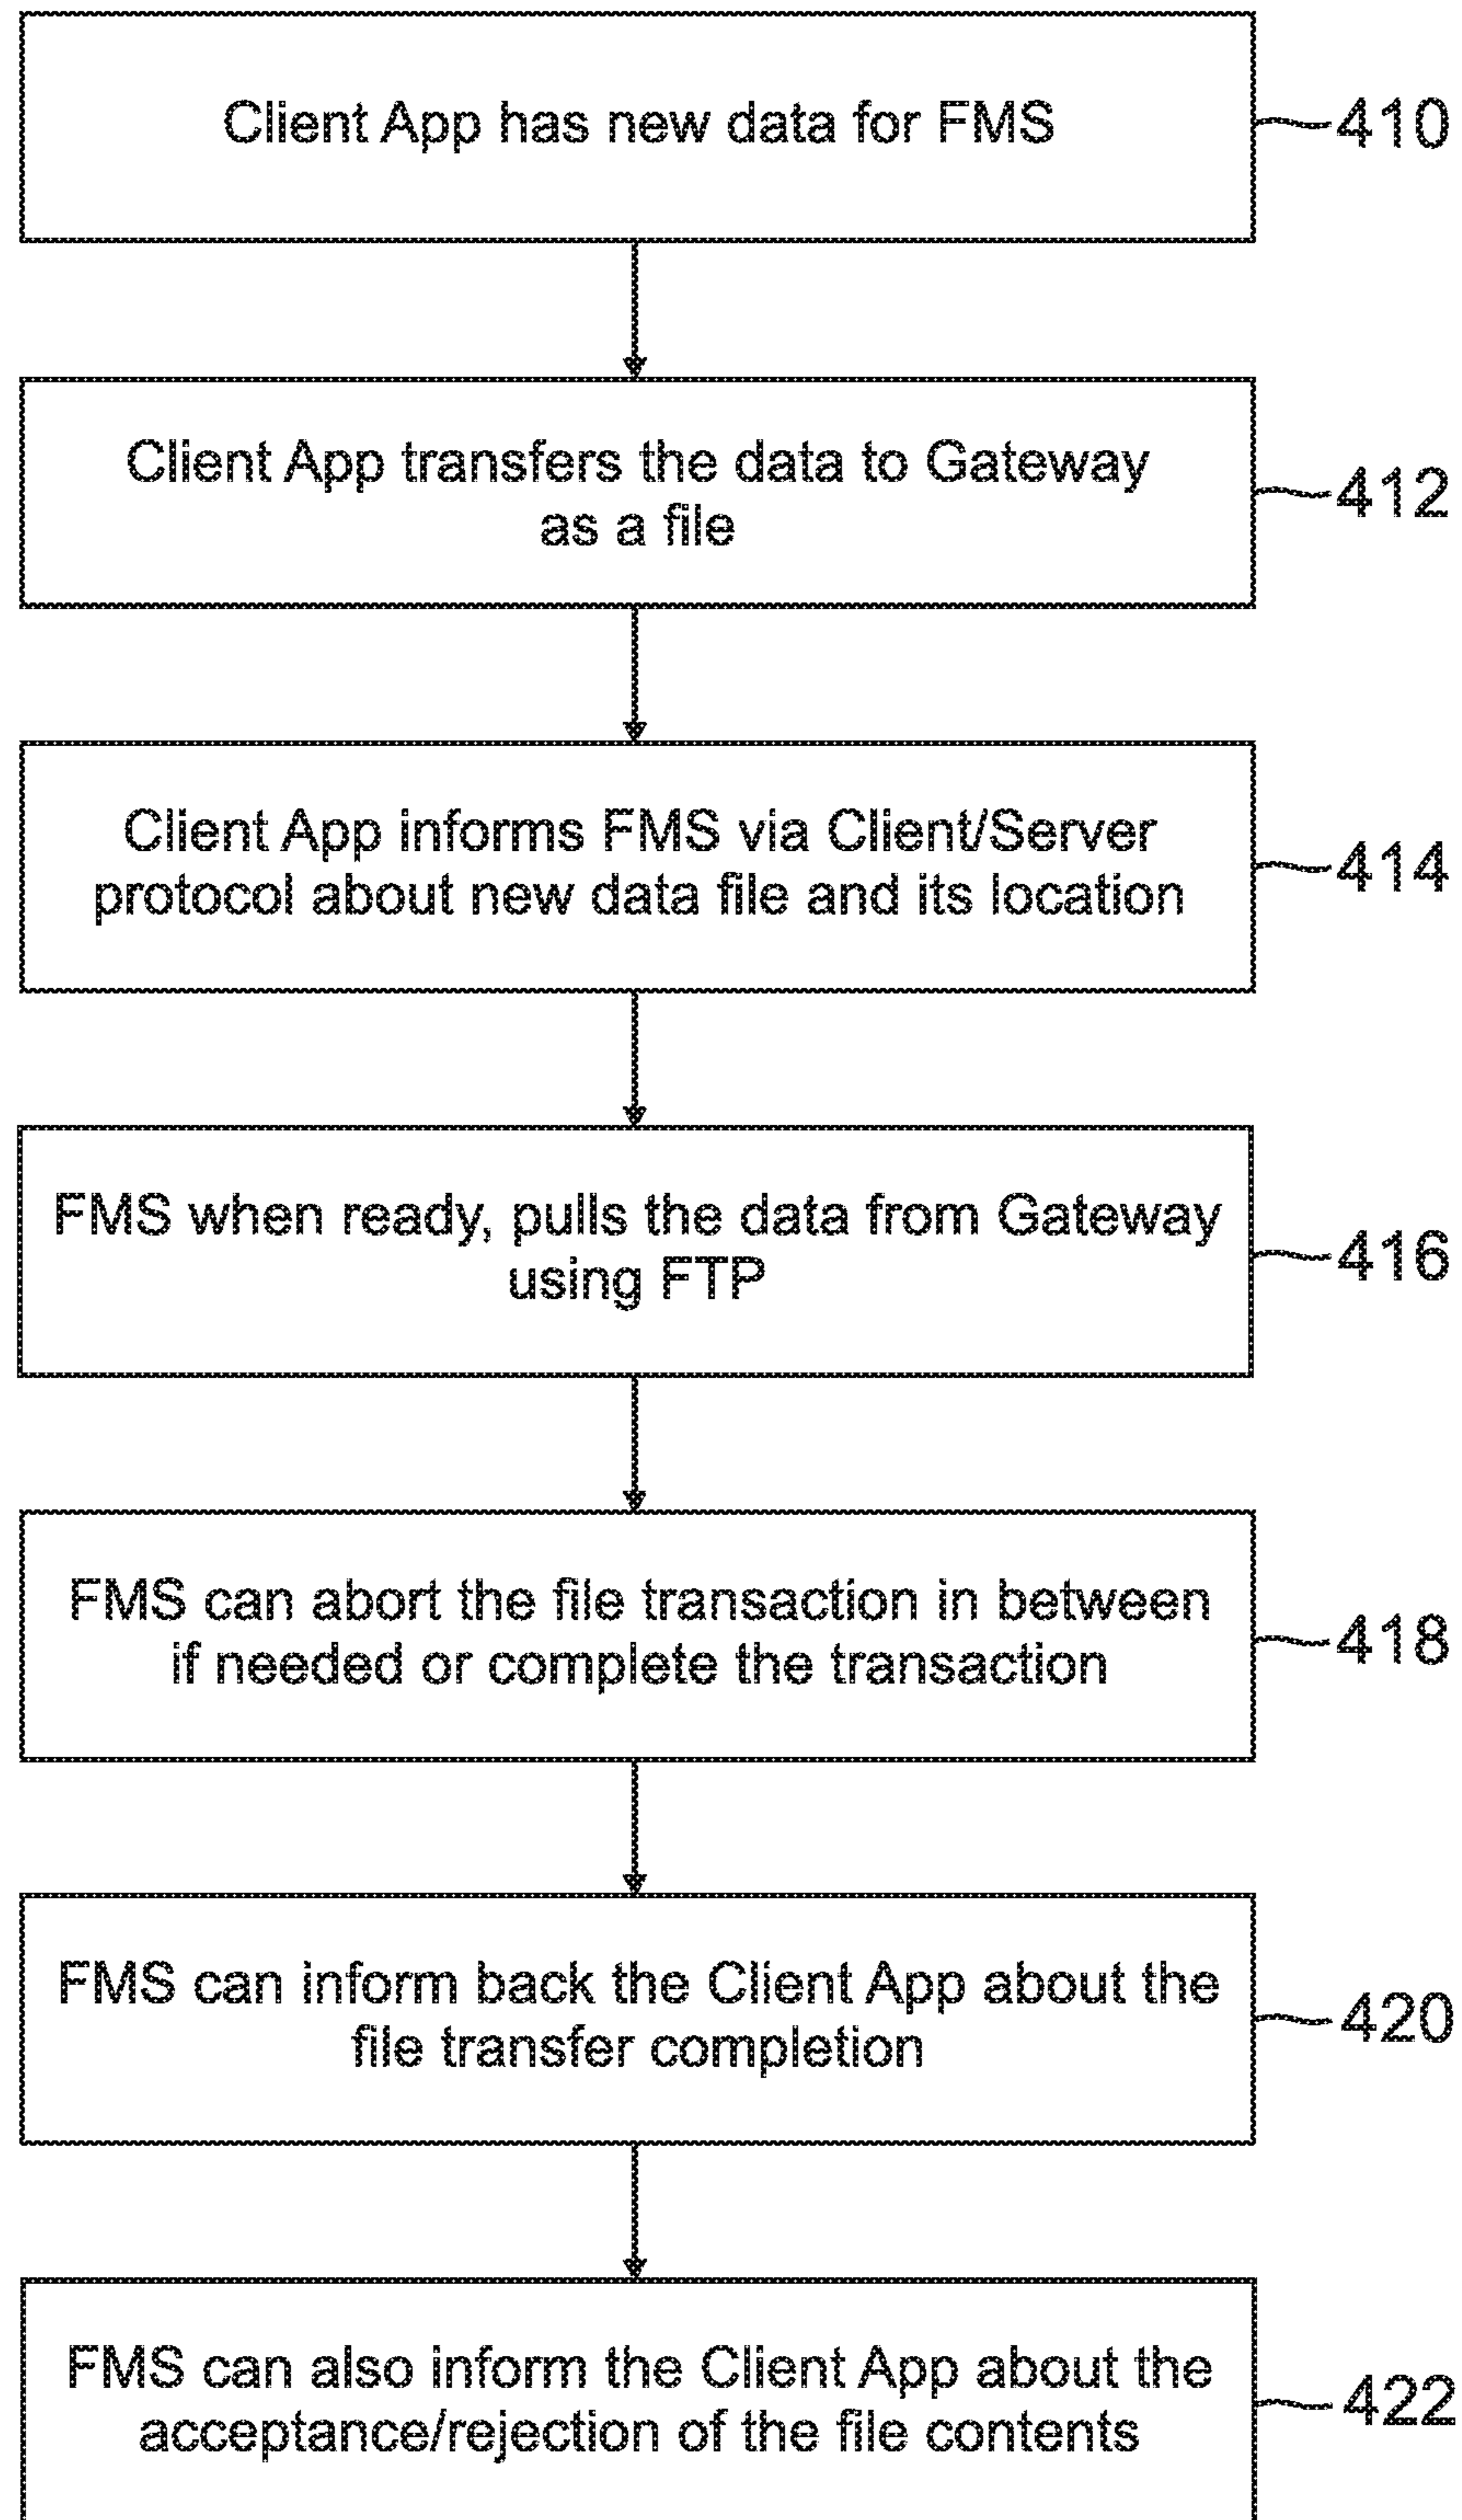 Client App has new data for FMS
410
Client App transfers the data to Gateway
as a file
412
Client App informs FMS via Client/Server
protocol about new data file and its location
414
FMS when ready, pulls the data from Gateway
using FTP
416
FMS can abort the file transaction in between
if needed or complete the transaction
418
FMS can inform back the Client App about the
file transfer completion
420
FMS can also inform the Client App about the
acceptance/rejection of the file contents
422